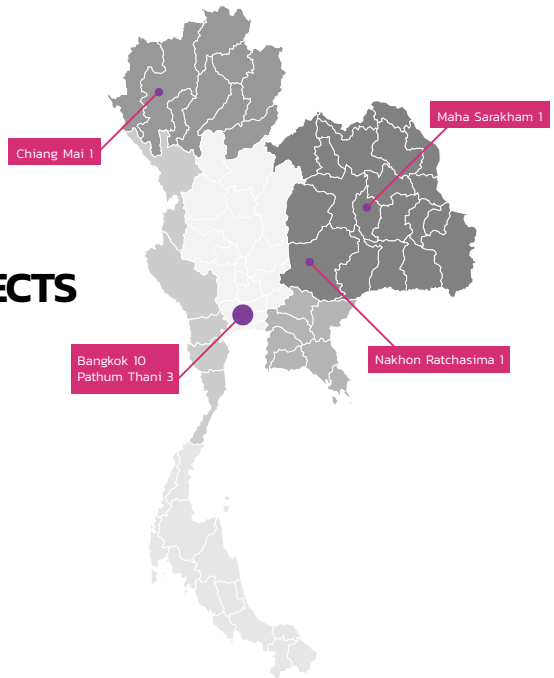 Maha Sarakham 1
Chiang Mai 1
ECTS
Bangkok 10
Pathum Thani 3
Nakhon Ratchasima 1